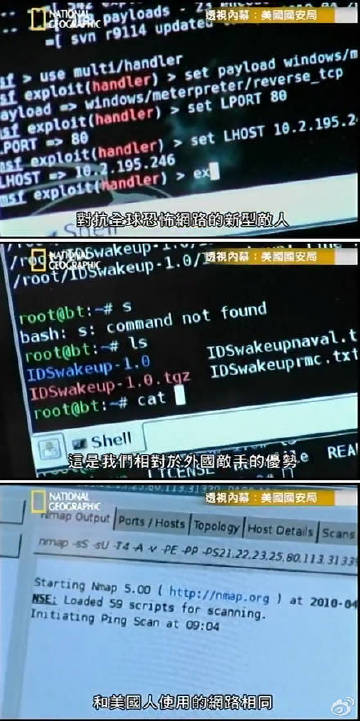 NATIONAL
GEOGRAPHIC
透視內幕：美國國安局
payloads
=[ svn r9114 updated
> use multi/handler
msf exploit(handler) > set payload windows/m
payload => windows/meterpreter/reverse_tcp
msf exploit(handler) > set LPORT 80
LPORT => 80
msf exploit(handler) > set LHOST 10.2.195.2
LHOST => 10.2.195.246
msf exploit(handler) > ex
Shell
對抗全球恐怖網路的新型敵人
NATIONAL
GEOGRAPHIC
透視內幕：美國國安局
/root/IDSwakeup-1.0/
root@bt:~# s
bash: s: command not found
root@bt:~# ls
IDSwakeup-1.0 IDSwakeupnaval.t
IDSwakeup-1.0.tgz IDSwakeuprmc.txt
root@bt:~# cat
Shell
這是我們相對於外國敵手的優勢
LICENSE REA
NATIONAL
GEOGRAPHIC
透視內幕：美國國安局
Nmap Output Ports / Hosts Topology Host Details Scans
nmap -sS -sU -T4 -A -v -PE -PP -PS21,22,23,25,80,113,31339
Starting Nmap 5.00 ( http://nmap.org ) at 2010-04
NSE: Loaded 59 scripts for scanning.
Initiating Ping Scan at 09:04
和美國人使用的網路相同